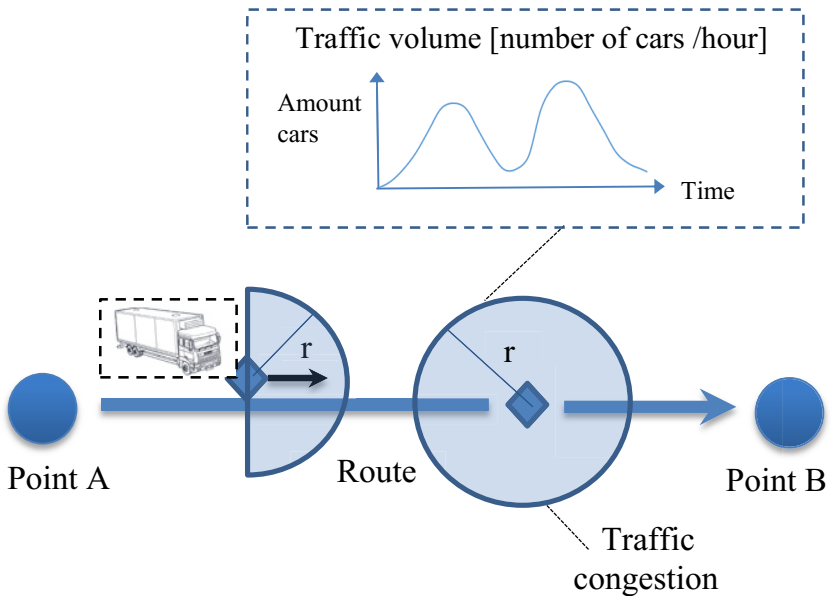 Traffic volume [number of cars /hour]
Amount
cars
Time
r
r
Point A
Route
Point B
Traffic
congestion